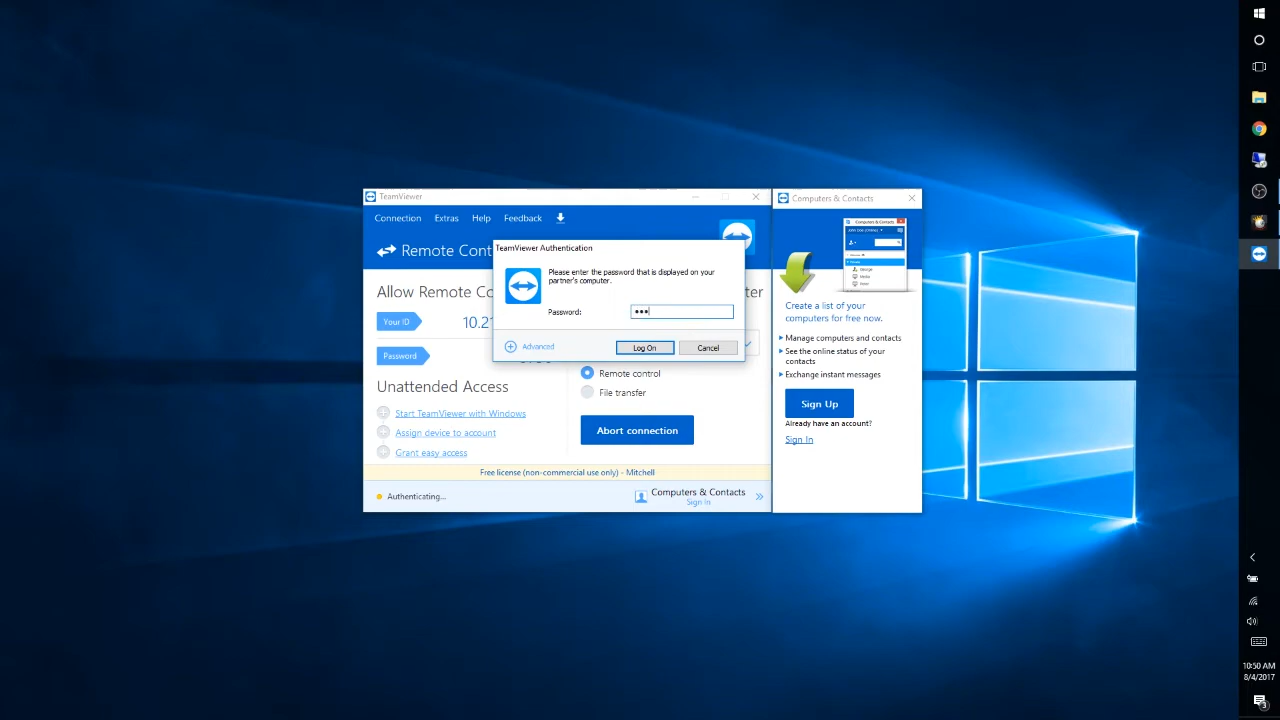 TeamViewer
Connection Extras Help Feedback
Remote Cont
TeamViewer Authentication
Please enter the password that is displayed on your
partner's computer.
Password:
Advanced
Log On
Cancel
Allow Remote Co
ter
Your ID
10.21
Password
Unattended Access
Start TeamViewer with Windows
Assign device to account
Grant easy access
Remote control
File transfer
Abort connection
Free license (non-commercial use only) - Mitchell
Authenticating...
Computers & Contacts
Sign In
Computers & Contacts
Computers & Contacts
Create a list of your
computers for free now.
Manage computers and contacts
See the online status of your
contacts
Exchange instant messages
Sign Up
Already have an account?
Sign In
10:50 AM
8/4/2017